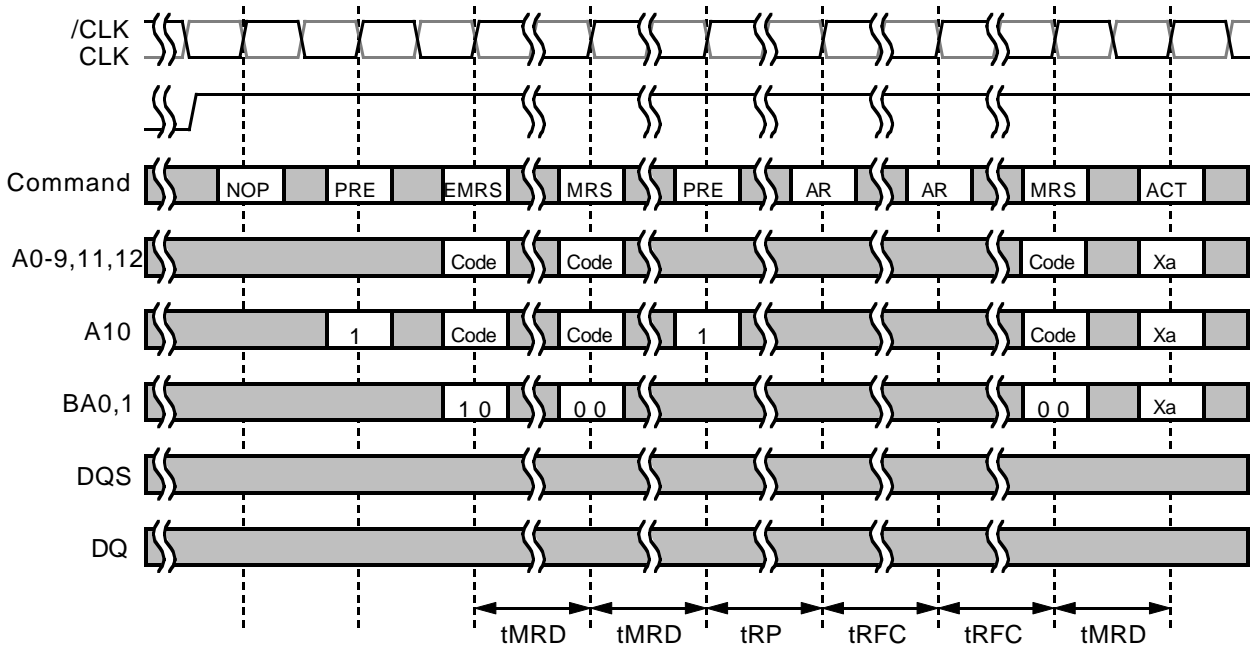 /CLK
CLK
Command NOP PRE EMRS MRS PRE AR AR MRS ACT
A0-9,11,12 Code Code Code Xa
A10 1 Code Code 1 Code Xa
BA0,1 1 0 0 0 0 0 Xa
DQS
DQ
tMRD tMRD tRP tRFC tRFC tMRD